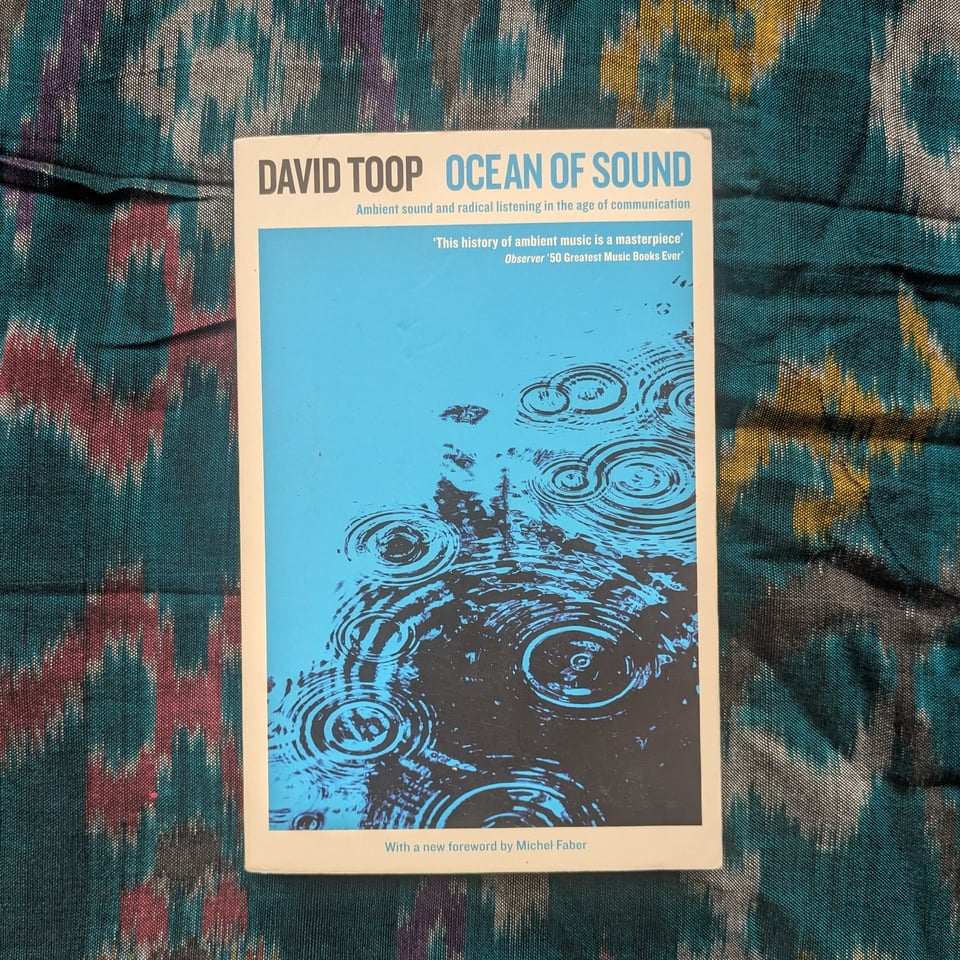 DAVID TOOP OCEAN OF SOUND
Ambient sound and radical listening in the age of communication
‘This history of ambient music is a masterpiece’
Observer ‘50 Greatest Music Books Ever’
With a new foreword by Michel Faber